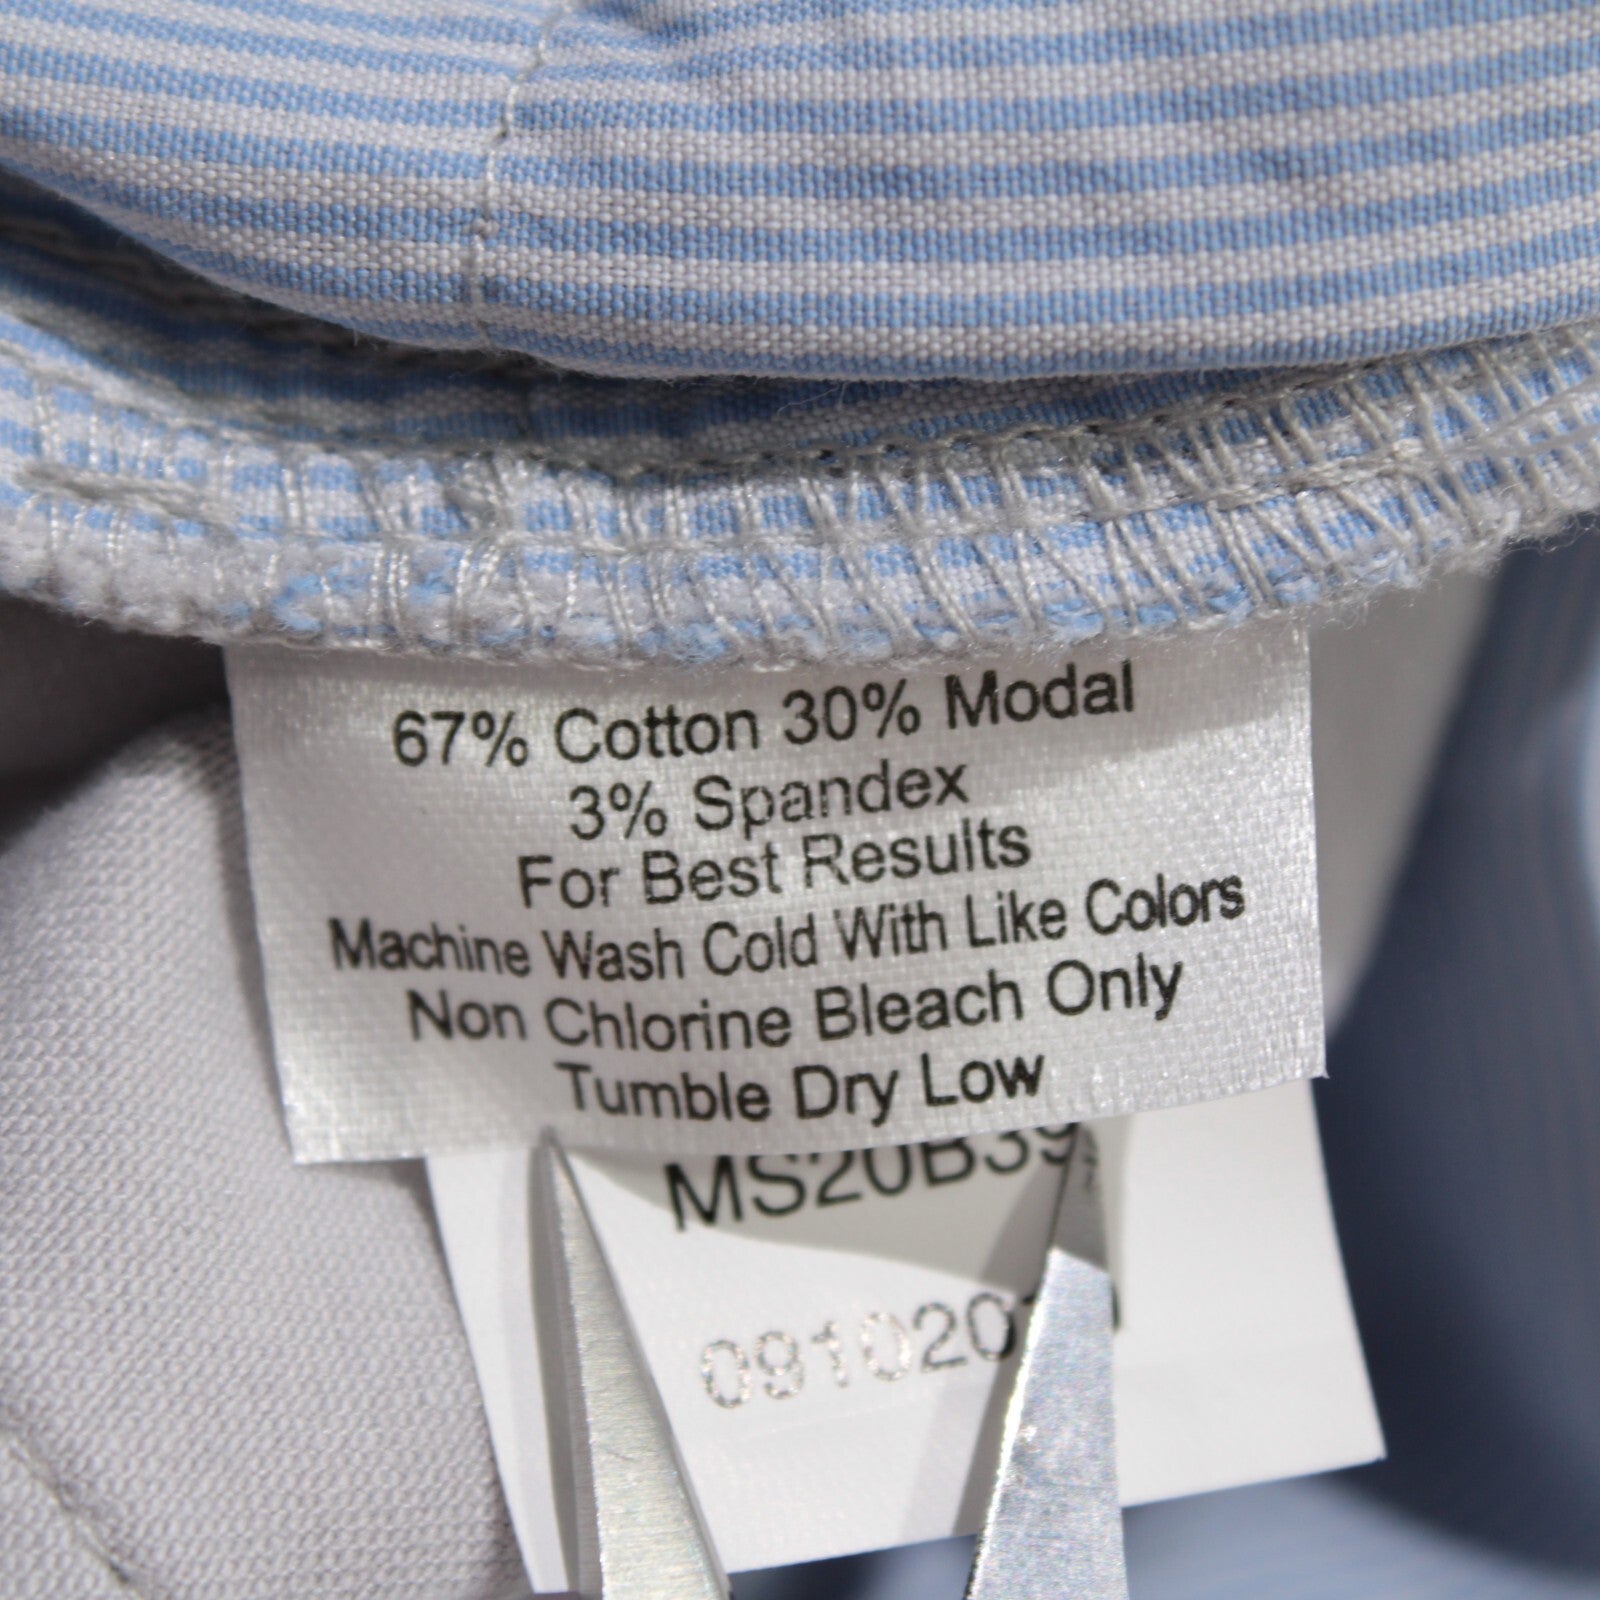 67% Cotton 30% Modal
3% Spandex
For Best Results
Machine Wash Cold With Like Colors
Non Chlorine Bleach Only
Tumble Dry Low
MS20B39